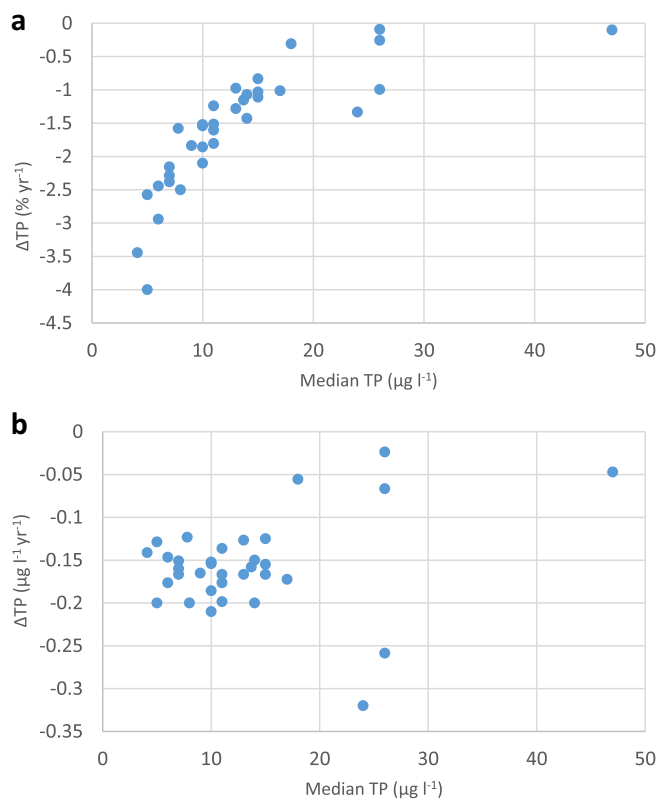 a
0
-0.5
-1
-1.5
-2
-2.5
-3
-3.5
-4
-4.5
ΔTP (% yr⁻¹)
0 10 20 30 40 50
Median TP (µg l⁻¹)
b
0
-0.05
-0.1
-0.15
-0.2
-0.25
-0.3
-0.35
ΔTP (µg l⁻¹ yr⁻¹)
0 10 20 30 40 50
Median TP (µg l⁻¹)